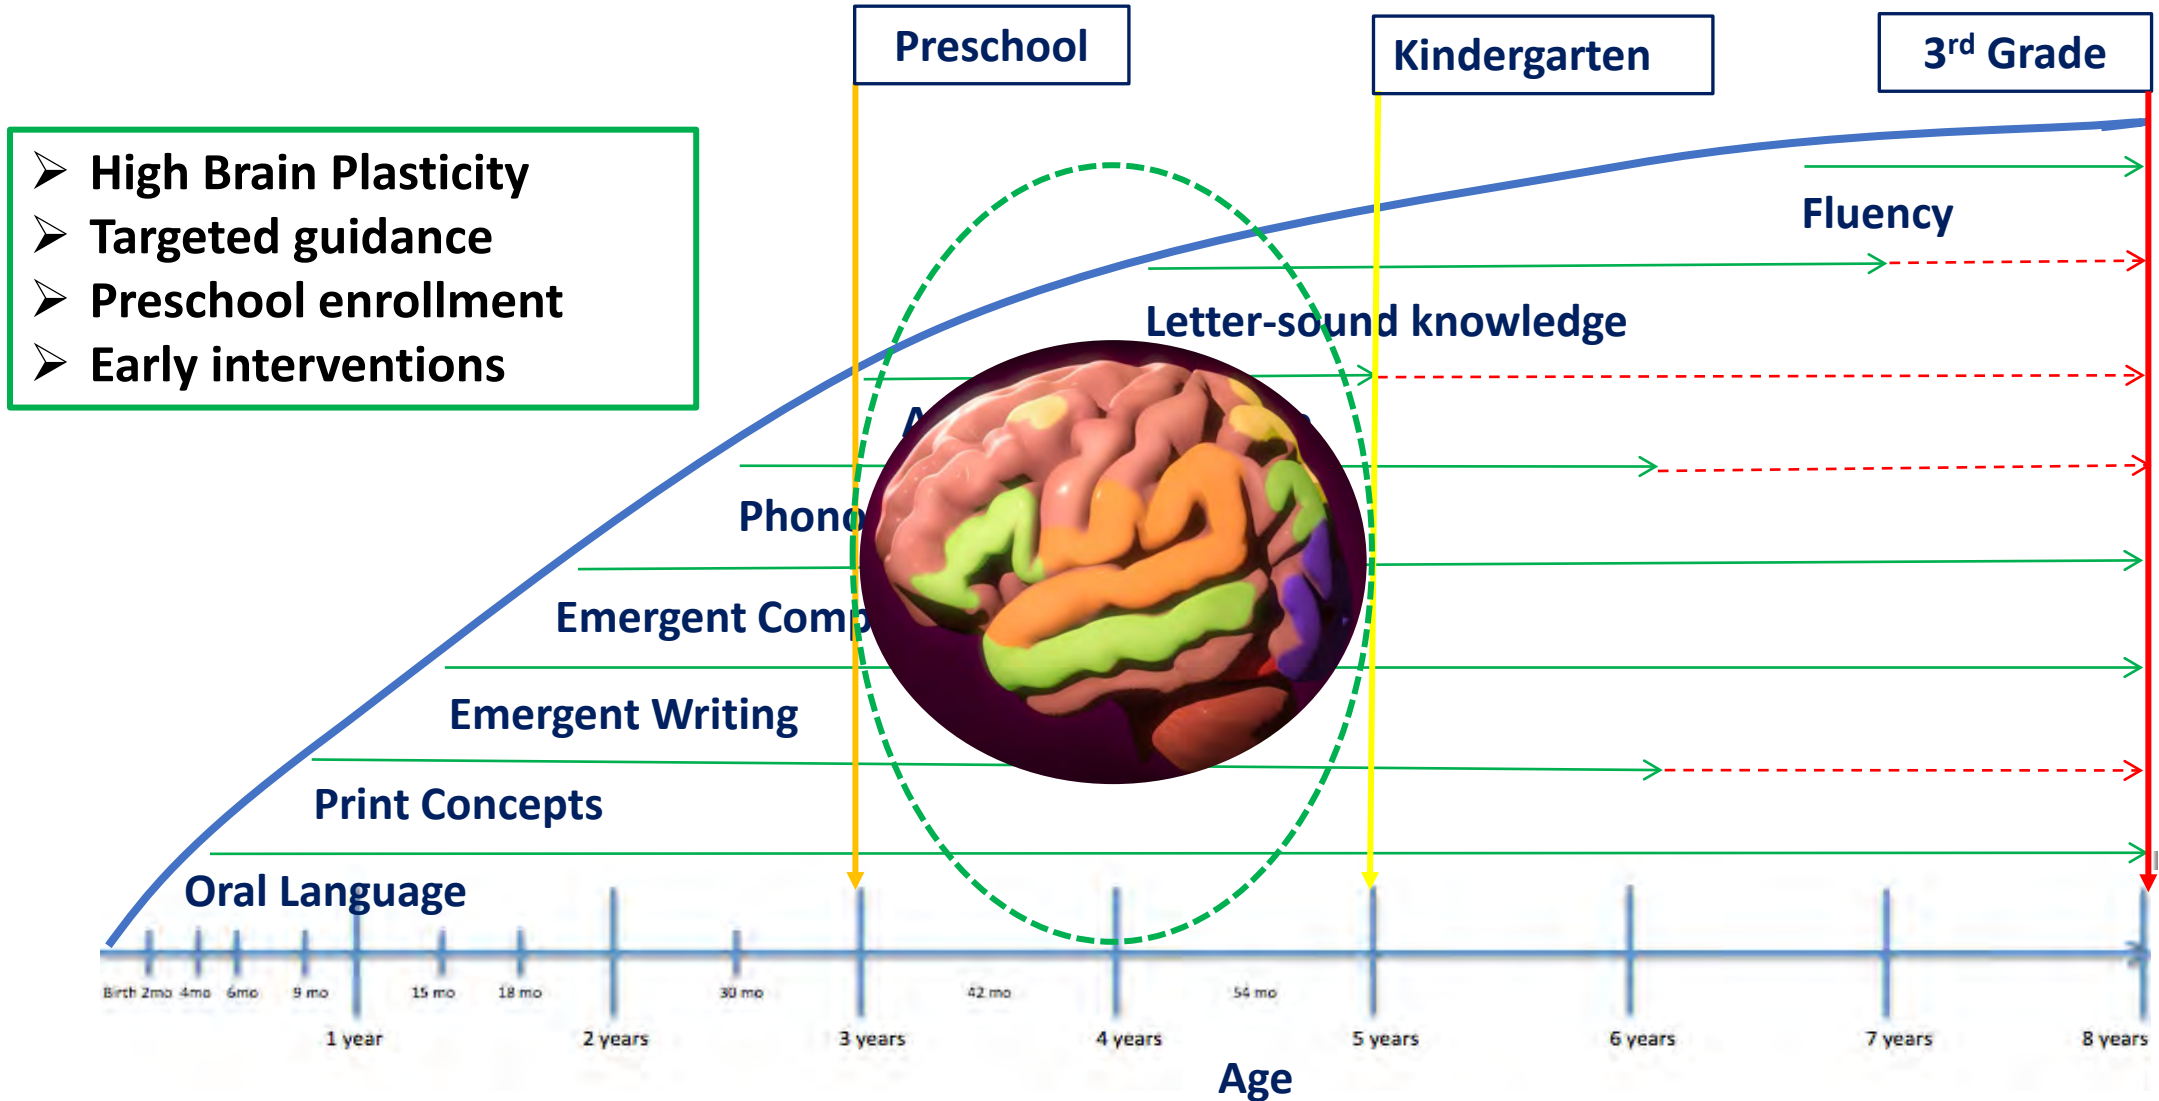 Preschool
Kindergarten
3rd Grade
High Brain Plasticity
Targeted guidance
Preschool enrollment
Early interventions
Fluency
Letter-sound knowledge
Phono
Emergent Comp
Emergent Writing
Print Concepts
Oral Language
Birth 2mo 4mo 6mo 9 mo 15 mo 18 mo 30 mo 42 mo 54 mo
1 year 2 years 3 years 4 years 5 years 6 years 7 years 8 years
Age